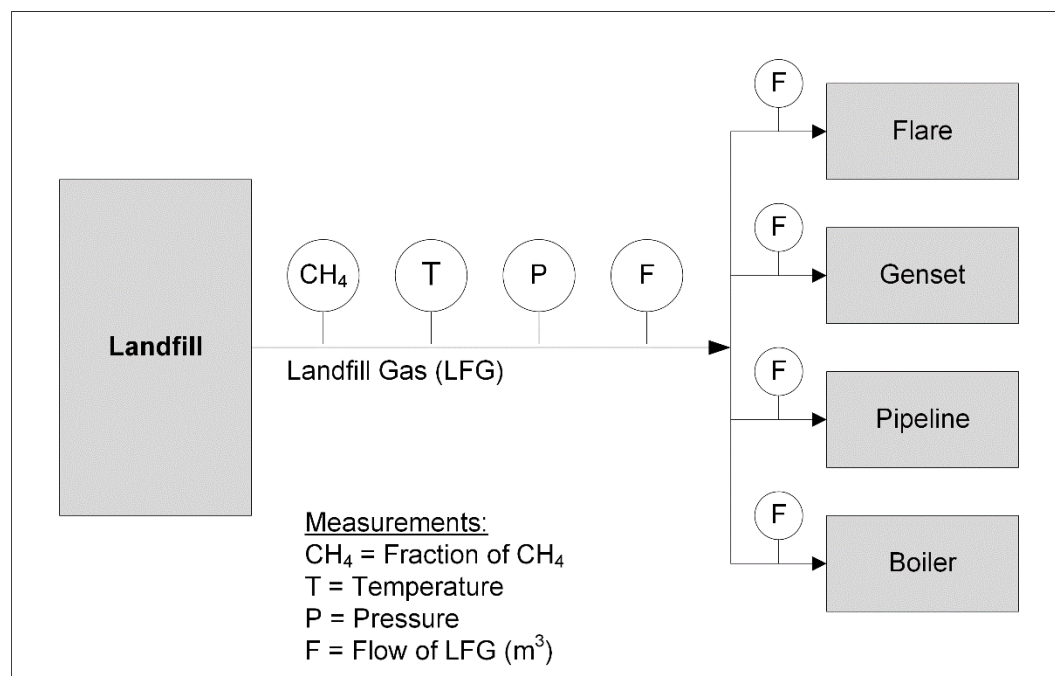 F
Flare
F
Genset
CH₄ T P F
Landfill
Landfill Gas (LFG)
F
Pipeline
F
Boiler
Measurements:
CH₄ = Fraction of CH₄
T = Temperature
P = Pressure
F = Flow of LFG (m³)